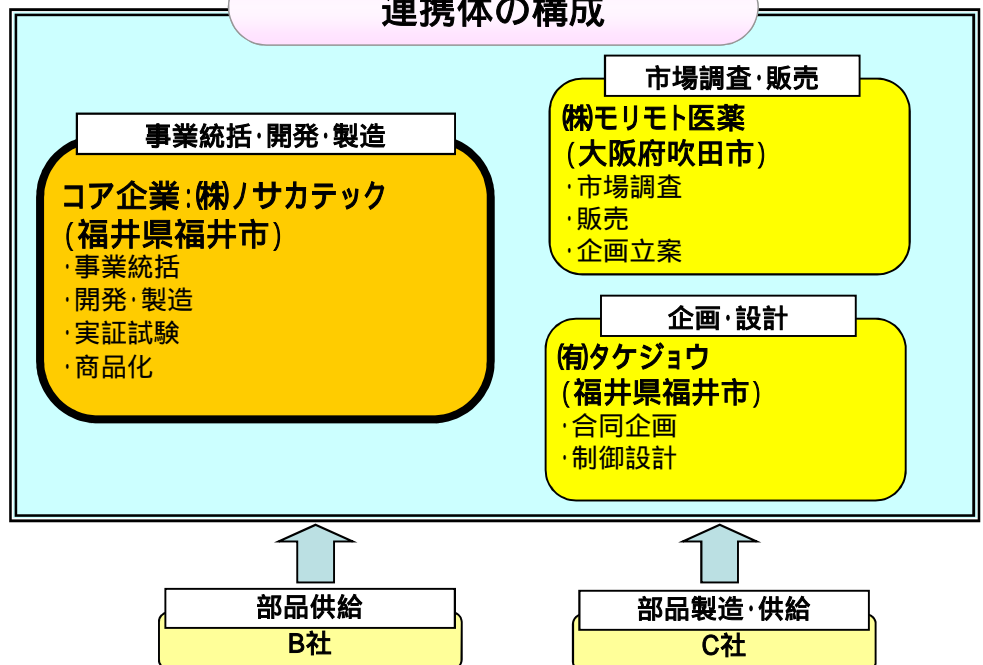 連携体の構成
事業統括・開発・製造
コア企業:㈱ノサカテック
(福井県福井市)
・事業統括
・開発・製造
・実証試験
・商品化
市場調査・販売
㈱モリモト医薬
(大阪府吹田市)
・市場調査
・販売
・企画立案
企画・設計
㈲タケジョウ
(福井県福井市)
・合同企画
・制御設計
部品供給
B社
部品製造・供給
C社